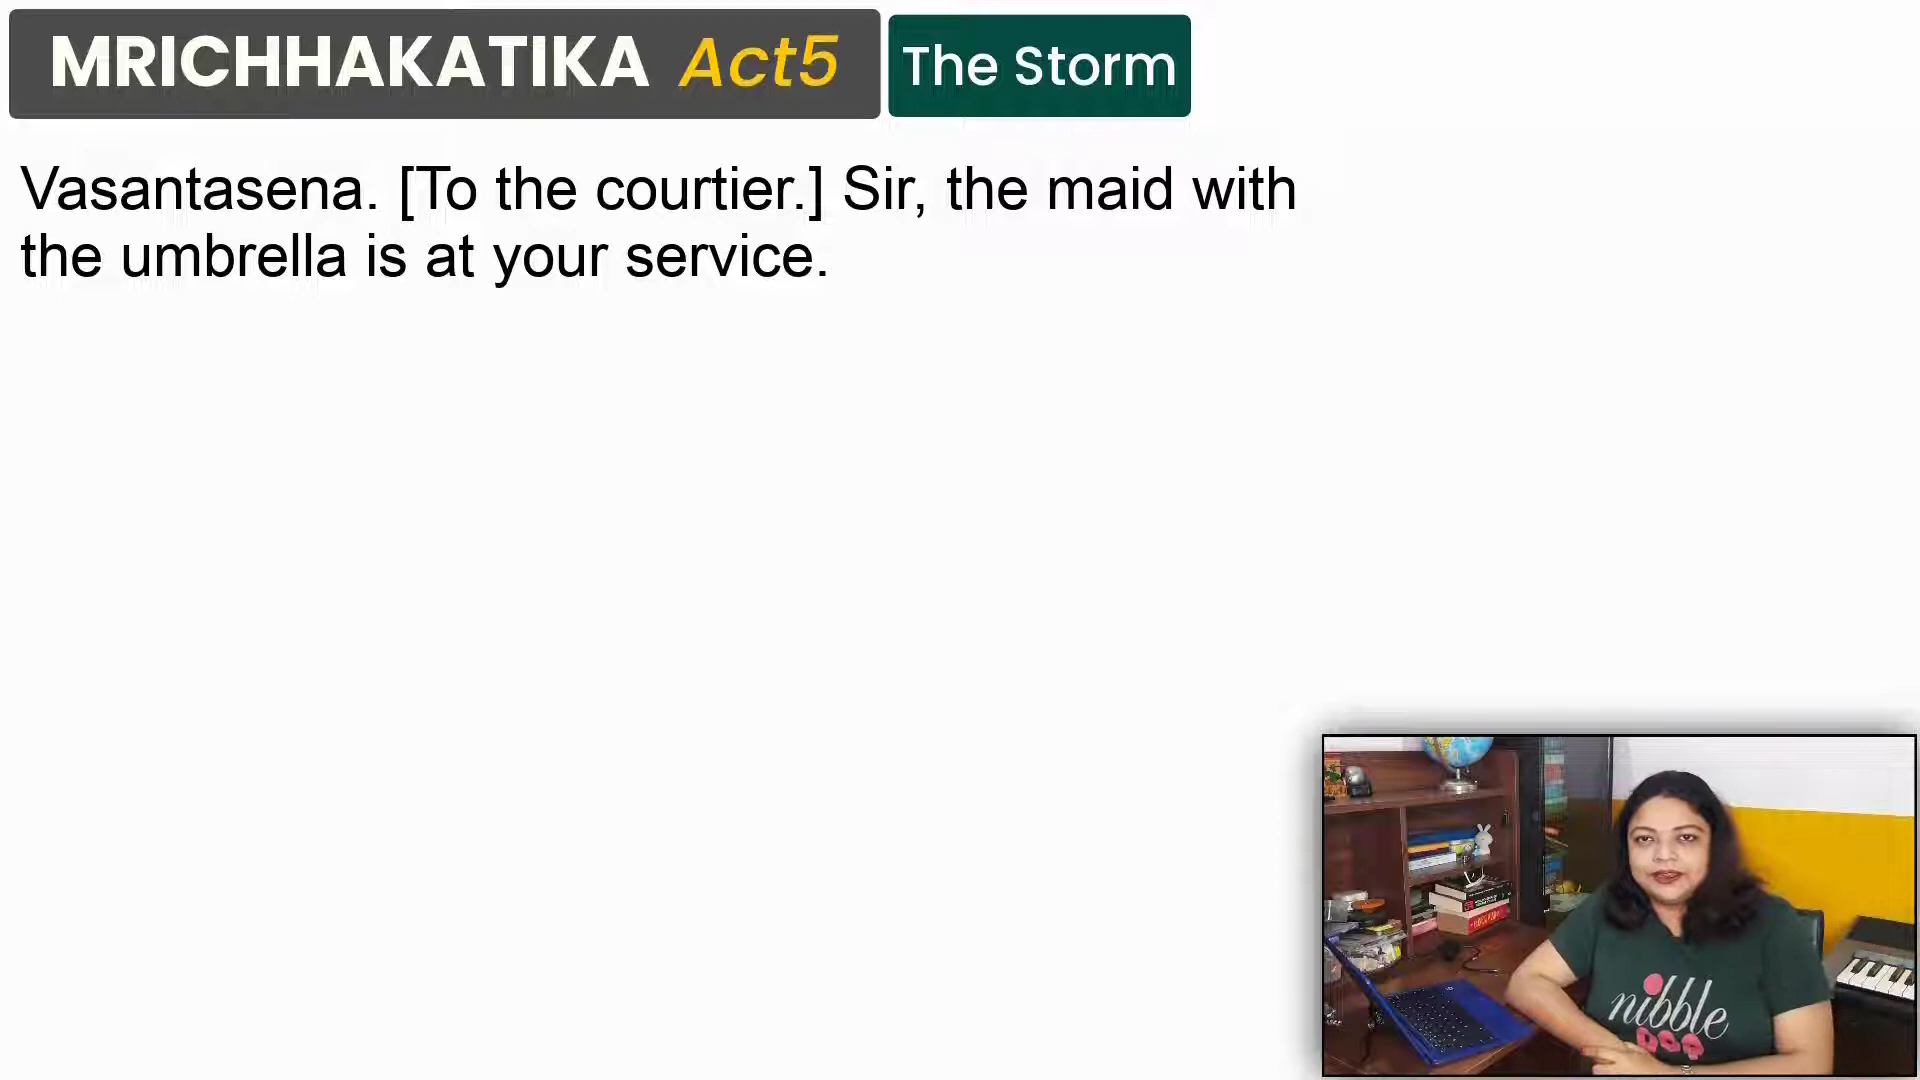 MRICHHAKATIKA Act5
The Storm
Vasantasena. [To the courtier.] Sir, the maid with
the umbrella is at your service.
nibble